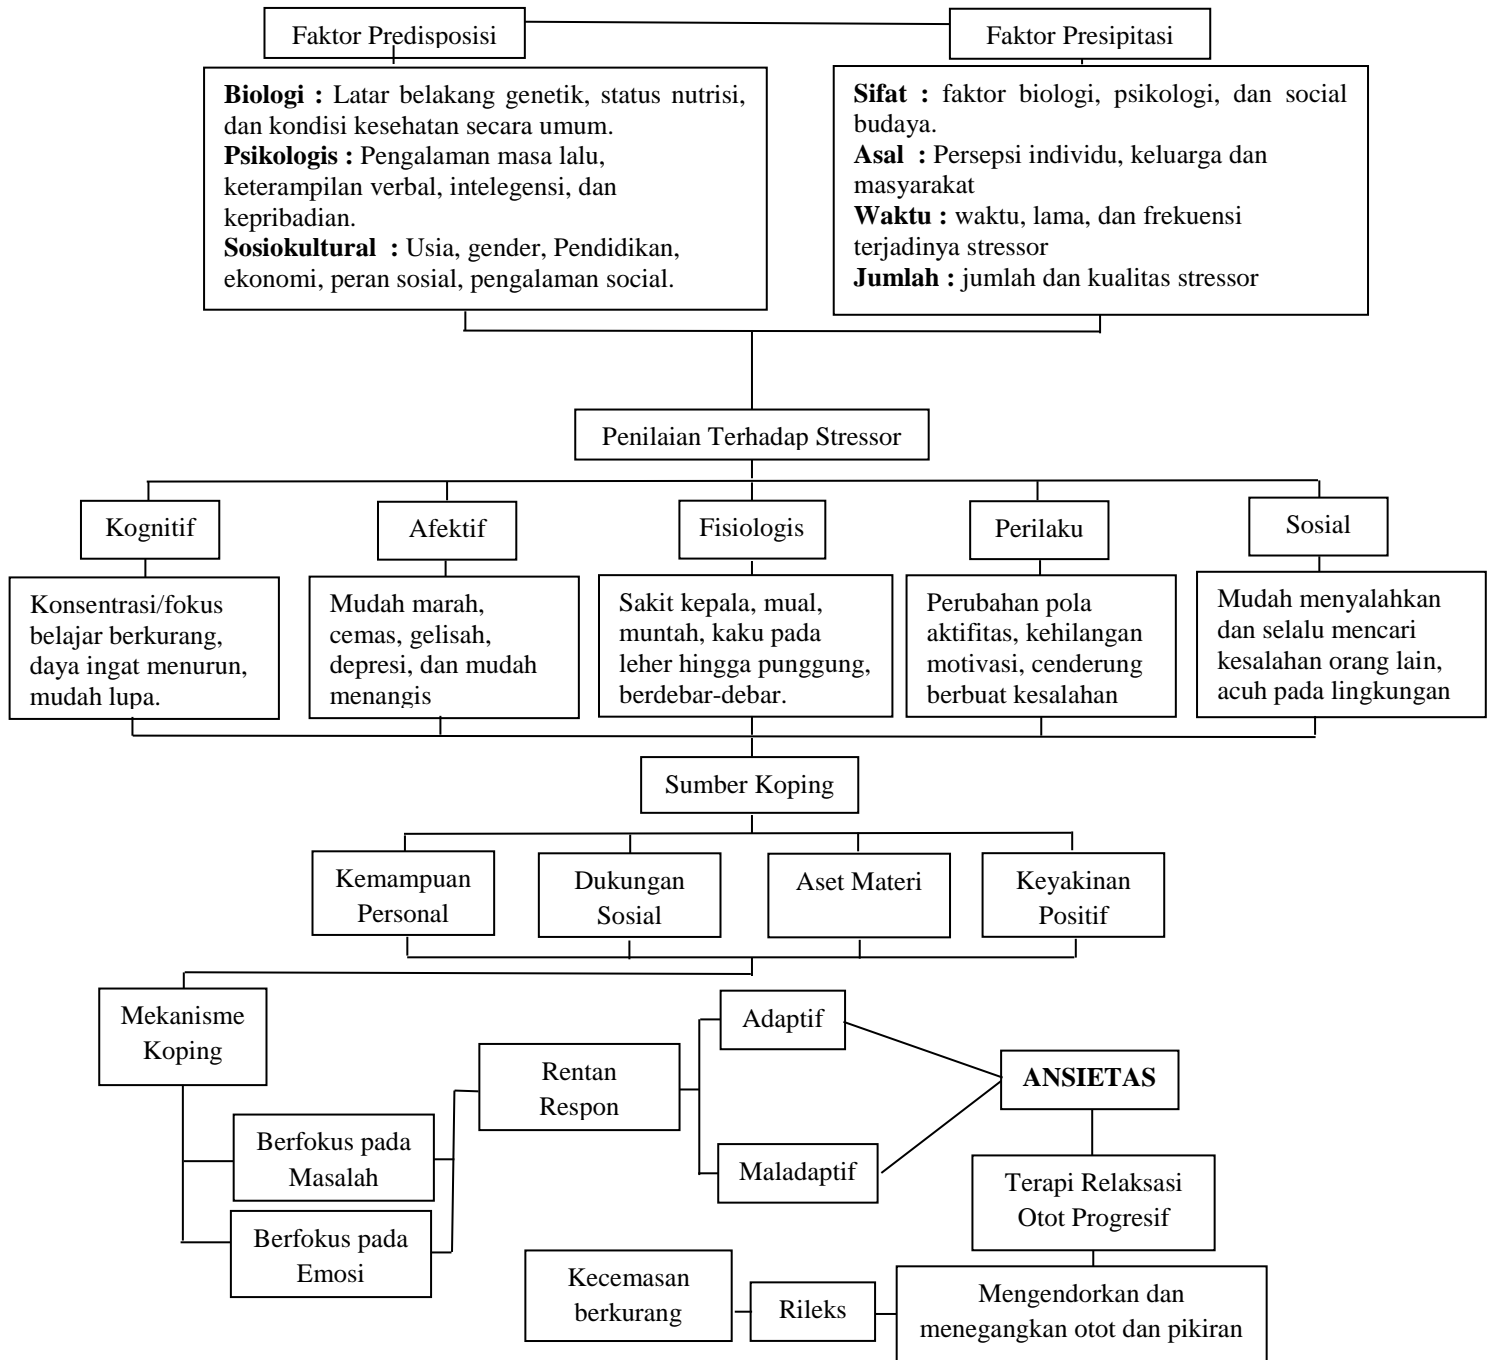 Faktor Predisposisi
Faktor Presipitasi
Biologi : Latar belakang genetik, status nutrisi,
dan kondisi kesehatan secara umum.
Psikologis : Pengalaman masa lalu,
keterampilan verbal, intelegensi, dan
kepribadian.
Sosiokultural : Usia, gender, Pendidikan,
ekonomi, peran sosial, pengalaman social.
Sifat : faktor biologi, psikologi, dan social
budaya.
Asal : Persepsi individu, keluarga dan
masyarakat
Waktu : waktu, lama, dan frekuensi
terjadinya stressor
Jumlah : jumlah dan kualitas stressor
Penilaian Terhadap Stressor
Kognitif
Afektif
Fisiologis
Perilaku
Sosial
Konsentrasi/fokus
belajar berkurang,
daya ingat menurun,
mudah lupa.
Mudah marah,
cemas, gelisah,
depresi, dan mudah
menangis
Sakit kepala, mual,
muntah, kaku pada
leher hingga punggung,
berdebar-debar.
Perubahan pola
aktifitas, kehilangan
motivasi, cenderung
berbuat kesalahan
Mudah menyalahkan
dan selalu mencari
kesalahan orang lain,
acuh pada lingkungan
Sumber Koping
Kemampuan
Personal
Dukungan
Sosial
Aset Materi
Keyakinan
Positif
Mekanisme
Koping
Berfokus pada
Masalah
Berfokus pada
Emosi
Rentan
Respon
Adaptif
Maladaptif
ANSIETAS
Terapi Relaksasi
Otot Progresif
Mengendorkan dan
menegangkan otot dan pikiran
Rileks
Kecemasan
berkurang